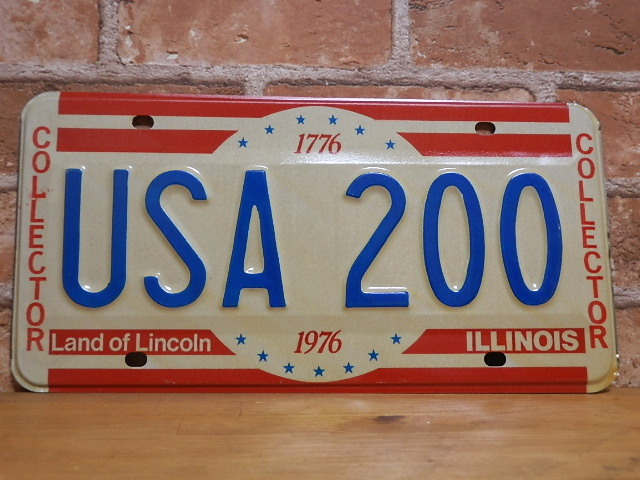 1776
COLLECTOR
USA 200
COLLECTOR
Land of Lincoln
1976
ILLINOIS